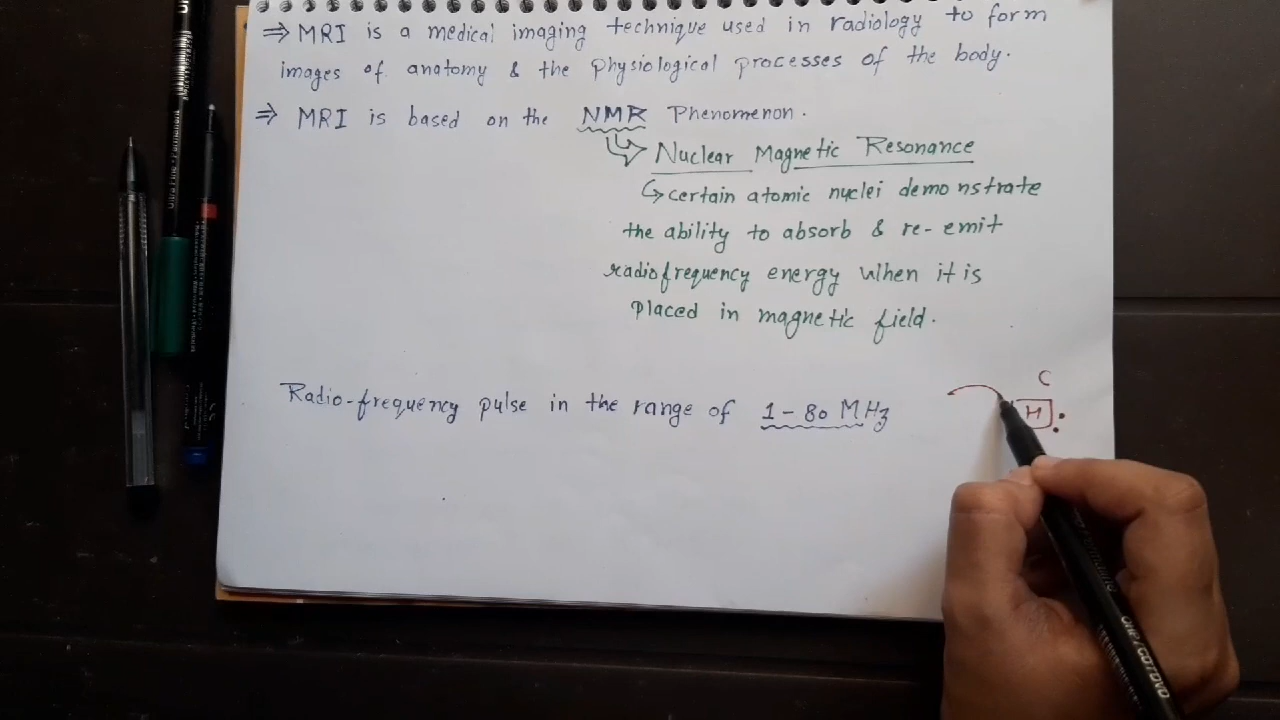 ⇒ MRI is a medical imaging technique used in radiology to form
images of anatomy & the physiological processes of the body.
⇒ MRI is based on the NMR Phenomenon.
Nuclear Magnetic Resonance
certain atomic nuclei demonstrate
the ability to absorb & re-emit
radiofrequency energy when it is
placed in magnetic field.
Radio-frequency pulse in the range of 1-80 MHz
C
H